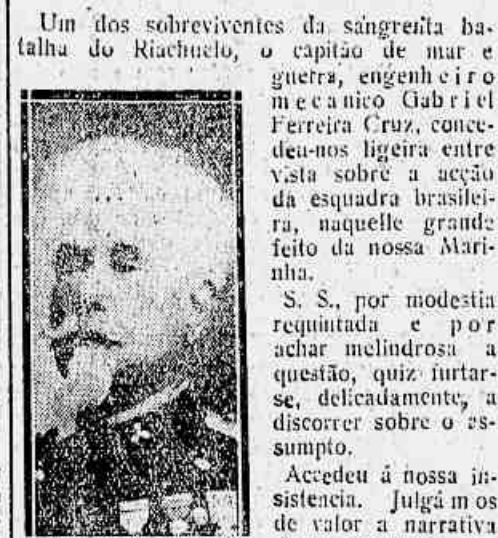 Um dos sobreviventes da sangrenta ba-
talha do Riachuelo, o capitão de mar e
guerra, engenheiro
mecanico Gabriel
Ferreira Cruz, conce-
deu-nos ligeira entre
vista sobre a acção
da esquadra brasilei-
ra, naquelle grande
feito da nossa Mari-
nha.
S. S., por modestia
requintada e por
achar melindrosa a
questão, quiz furtar-
se, delicadamente, a
discorrer sobre o as-
sumpto.
Accedeu á nossa in-
sistencia. Julgámos
de valor a narrativa